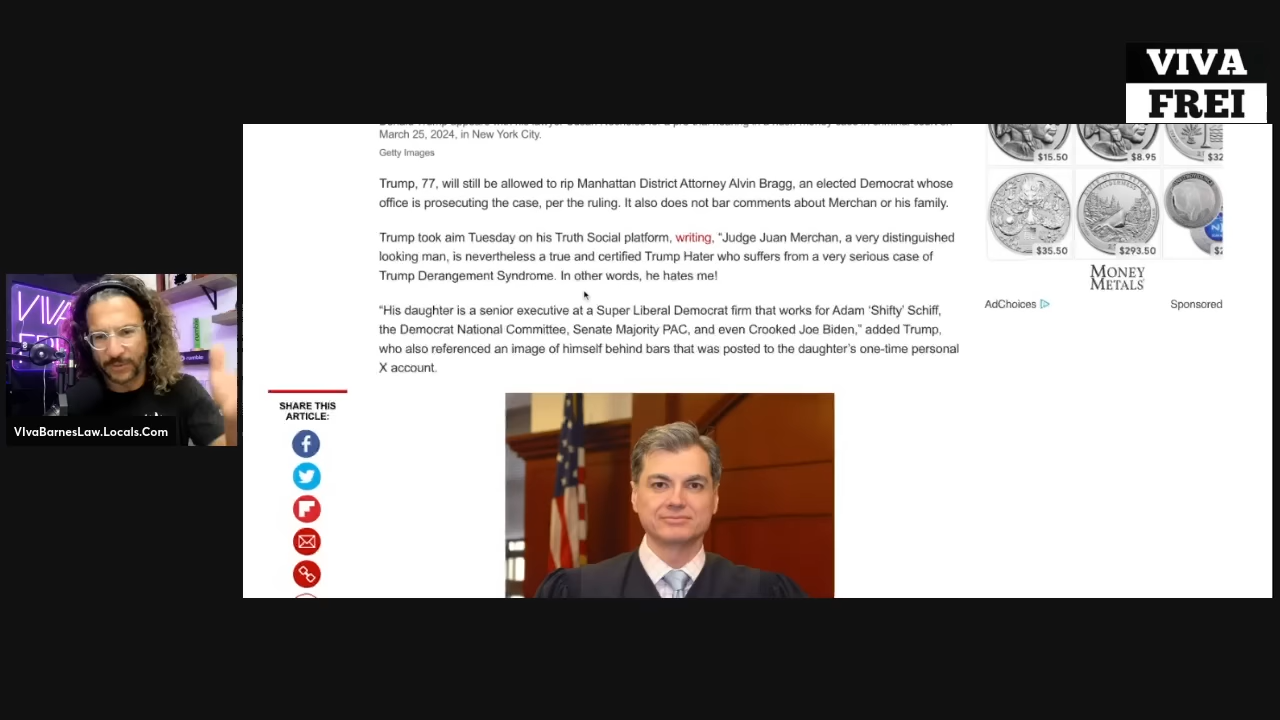 VIVA
FREI
March 25, 2024, in New York City.
Getty Images
Trump, 77, will still be allowed to rip Manhattan District Attorney Alvin Bragg, an elected Democrat whose
office is prosecuting the case, per the ruling. It also does not bar comments about Merchan or his family.
Trump took aim Tuesday on his Truth Social platform, writing, “Judge Juan Merchan, a very distinguished
looking man, is nevertheless a true and certified Trump Hater who suffers from a very serious case of
Trump Derangement Syndrome. In other words, he hates me!
“His daughter is a senior executive at a Super Liberal Democrat firm that works for Adam ‘Shifty’ Schiff,
the Democrat National Committee, Senate Majority PAC, and even Crooked Joe Biden,” added Trump,
who also referenced an image of himself behind bars that was posted to the daughter’s one-time personal
X account.
$15.50
$8.95
$32
$35.50
$293.50
MONEY
METALS
AdChoices
Sponsored
SHARE THIS
ARTICLE:
VIVA
VIvaBarnesLaw.Locals.Com